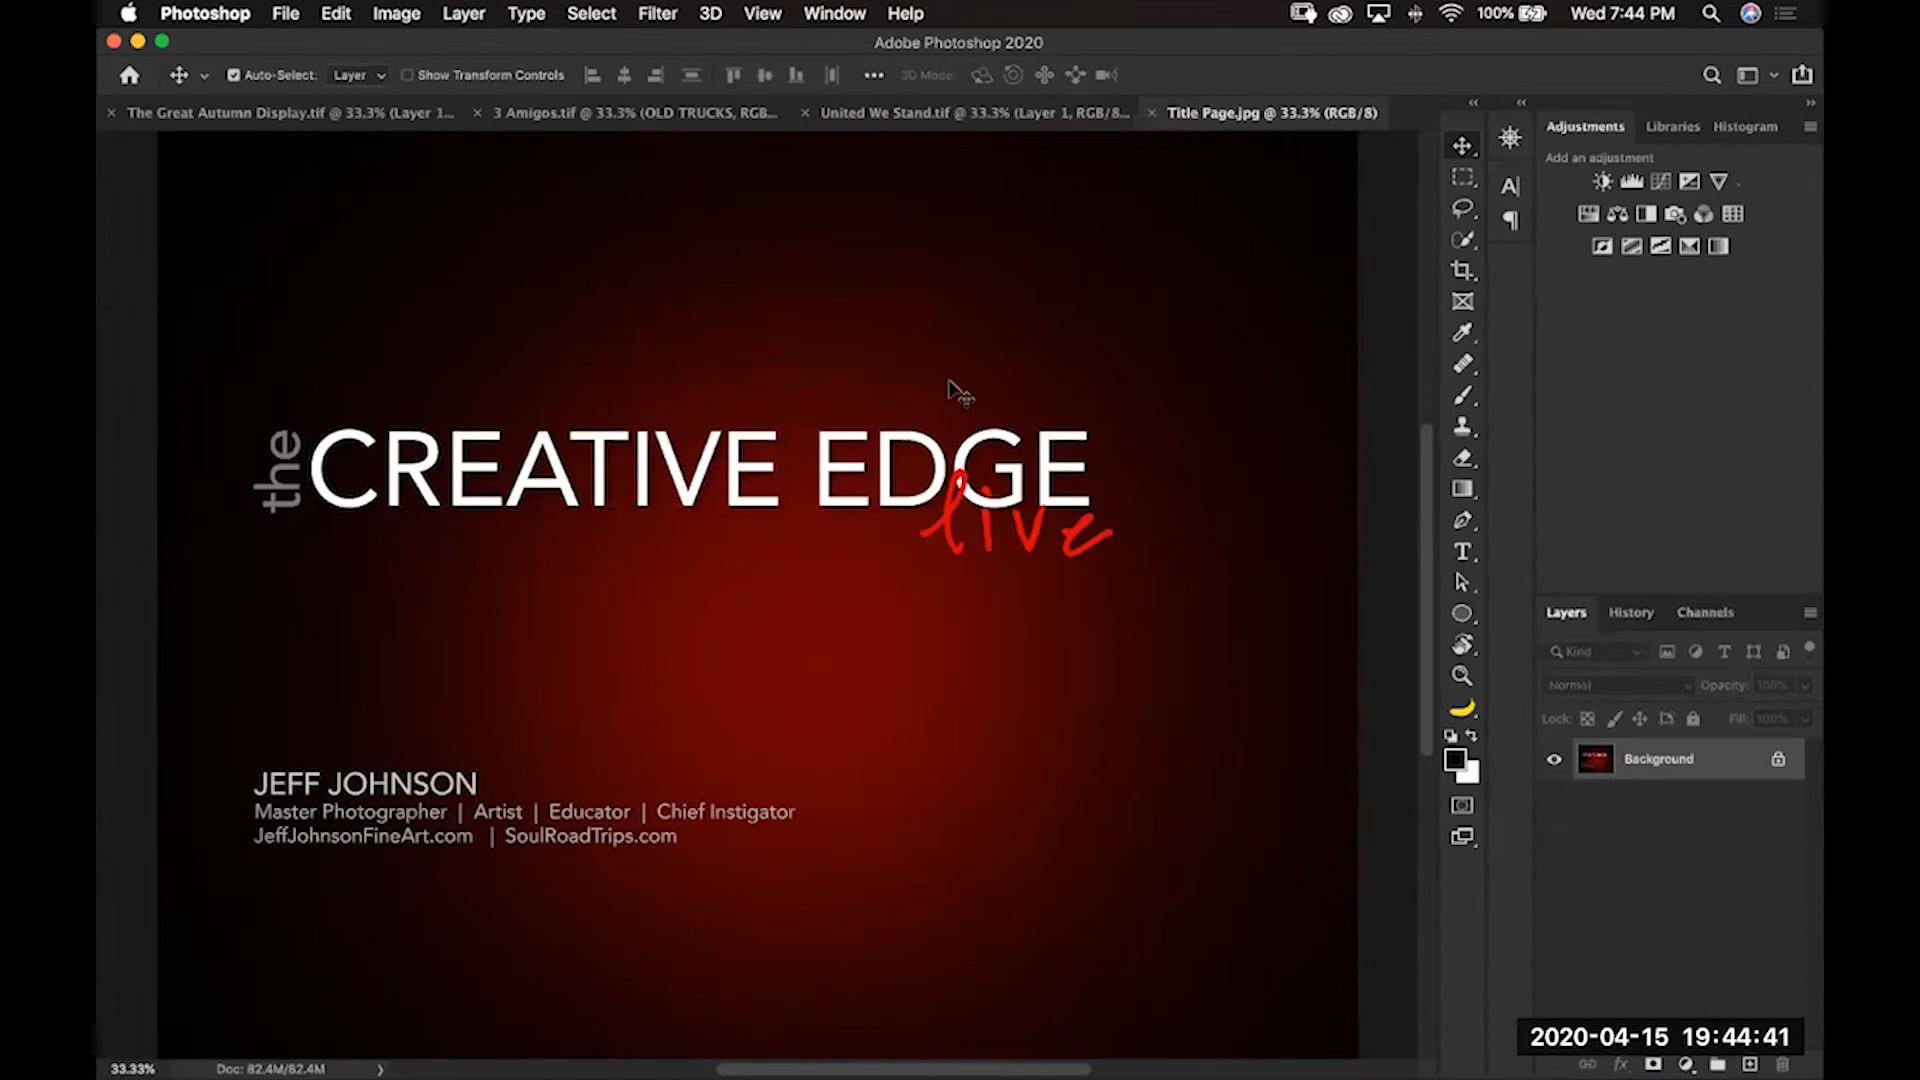 Photoshop File Edit Image Layer Type Select Filter 3D View Window Help 100% Wed 7:44 PM
Adobe Photoshop 2020
Auto-Select: Layer Show Transform Controls 3D Mode:
The Great Autumn Display.tif @ 33.3% (Layer 1... 3 Amigos.tif @ 33.3% (OLD TRUCKS, RGB... United We Stand.tif @ 33.3% (Layer 1, RGB/8... Title Page.jpg @ 33.3% (RGB/8)
Adjustments Libraries Histogram
Add an adjustment
the CREATIVE EDGE
live
JEFF JOHNSON
Master Photographer | Artist | Educator | Chief Instigator
JeffJohnsonFineArt.com | SoulRoadTrips.com
Layers History Channels
Kind
Normal Opacity: 100%
Lock: Fill: 100%
Background
2020-04-15 19:44:41
33.33% Doc: 82.4M/82.4M